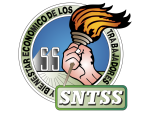 BIENESTAR ECONOMICO DE LOS TRABAJADORES
SS
SNTSS